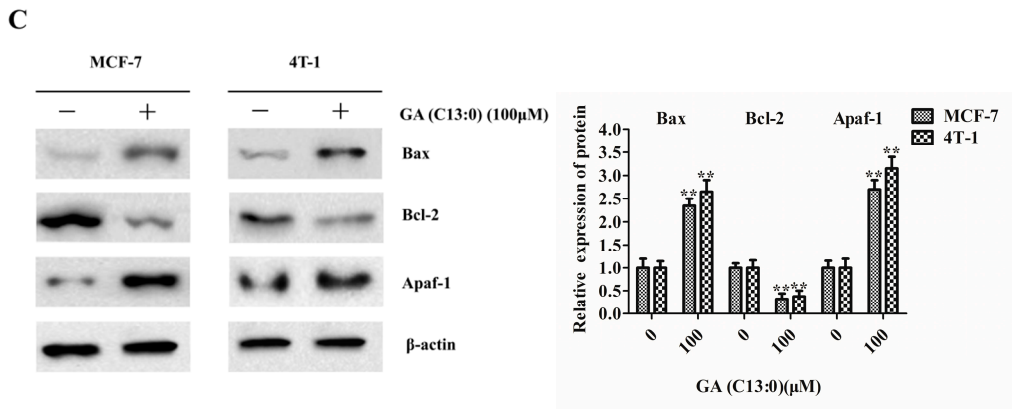 C
MCF-7
4T-1
− + − + GA (C13:0) (100μM)
Bax
Bcl-2
Apaf-1
β-actin
Bax Bcl-2 Apaf-1
MCF-7
4T-1
Relative expression of protein
4.0
3.5
3.0
2.5
2.0
1.5
1.0
0.5
0.0
** ** ** ** ** **
0 100 0 100 0 100
GA (C13:0)(μM)